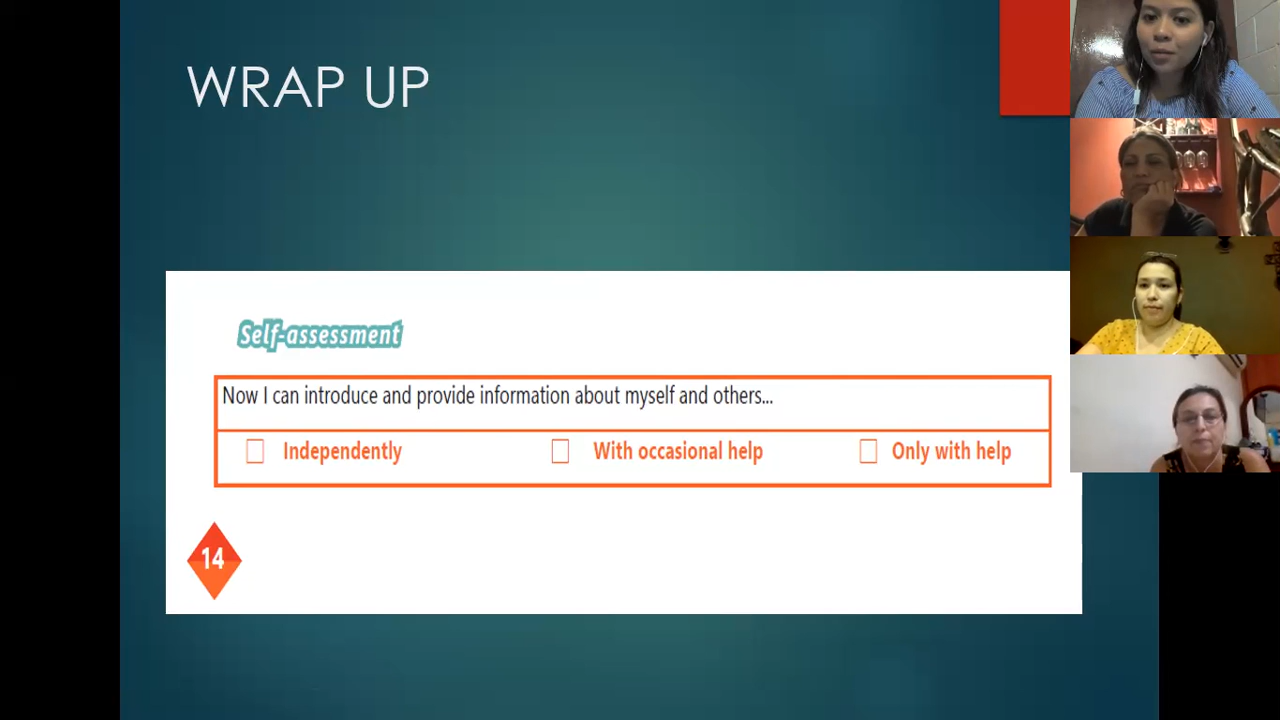 WRAP UP
Self-assessment
Now I can introduce and provide information about myself and others...
Independently
With occasional help
Only with help
14